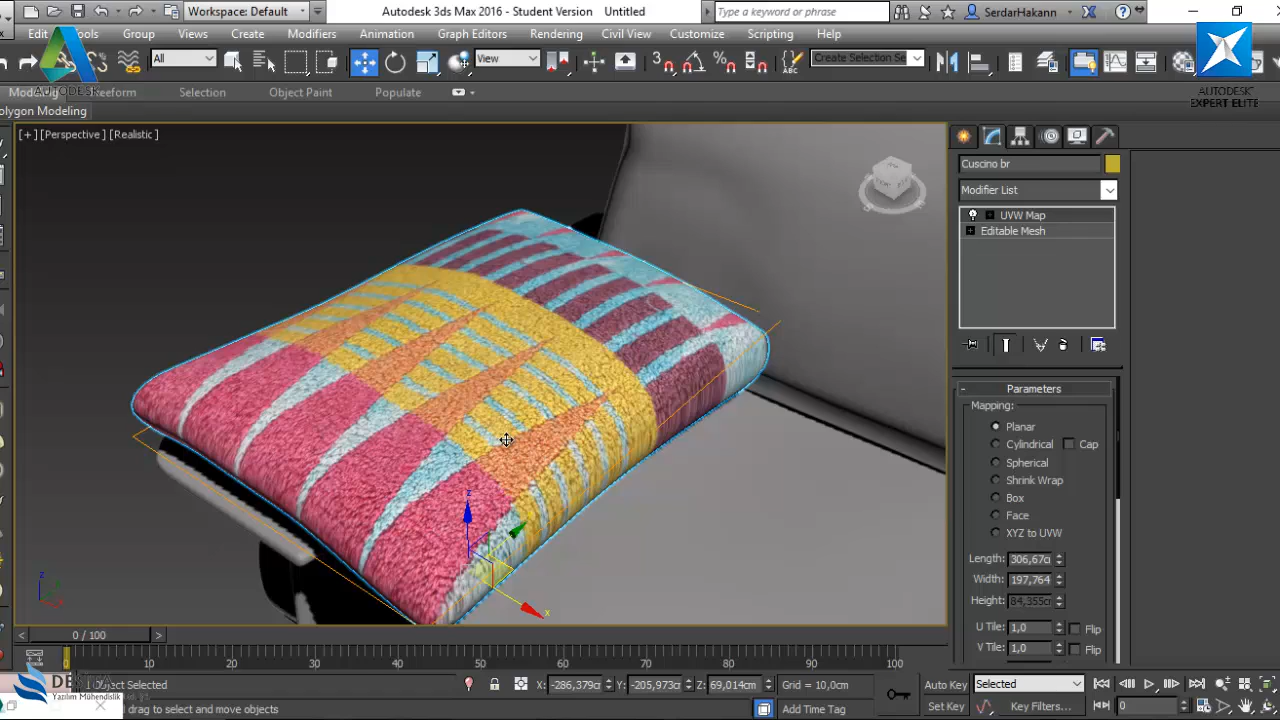 Workspace: Default
Autodesk 3ds Max 2016 - Student Version    Untitled
Type a keyword or phrase
SerdarHakann
Edit
Group
Views
Create
Modifiers
Animation
Graph Editors
Rendering
Civil View
Customize
Scripting
Help
All
View
Create Selection Se
AUTODESK
AUTODESK
EXPERT ELITE
Selection
Object Paint
Populate
olygon Modeling
[+] [Perspective] [Realistic]
Cuscino br
Modifier List
UVW Map
Editable Mesh
Parameters
Mapping:
Planar
Cylindrical
Cap
Spherical
Shrink Wrap
Box
Face
XYZ to UVW
Length: 306,67c
Width: 197,764
Height: 84,355c
U Tile: 1,0 Flip
V Tile: 1,0 Flip
z
x
z
0 / 100
0 10 20 30 40 50 60 70 80 90 100
Object Selected
X: -286,379c Y: -205,973c Z: 69,014cm
Grid = 10,0cm
Auto Key
Selected
Yazılım Mühendislik
drag to select and move objects
Add Time Tag
Set Key
Key Filters...
0